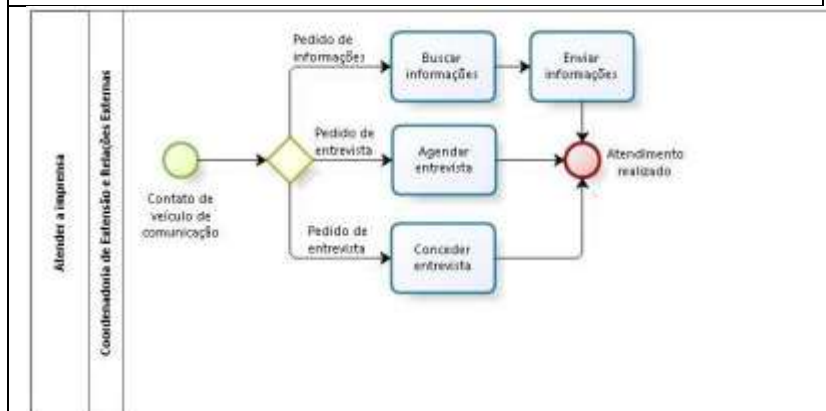 Atender a imprensa
Coordenadoria de Extensão e Relações Externas
Contato de
veículo de
comunicação
Pedido de
informações
Buscar
informações
Enviar
informações
Pedido de
entrevista
Agendar
entrevista
Atendimento
realizado
Pedido de
entrevista
Conceder
entrevista